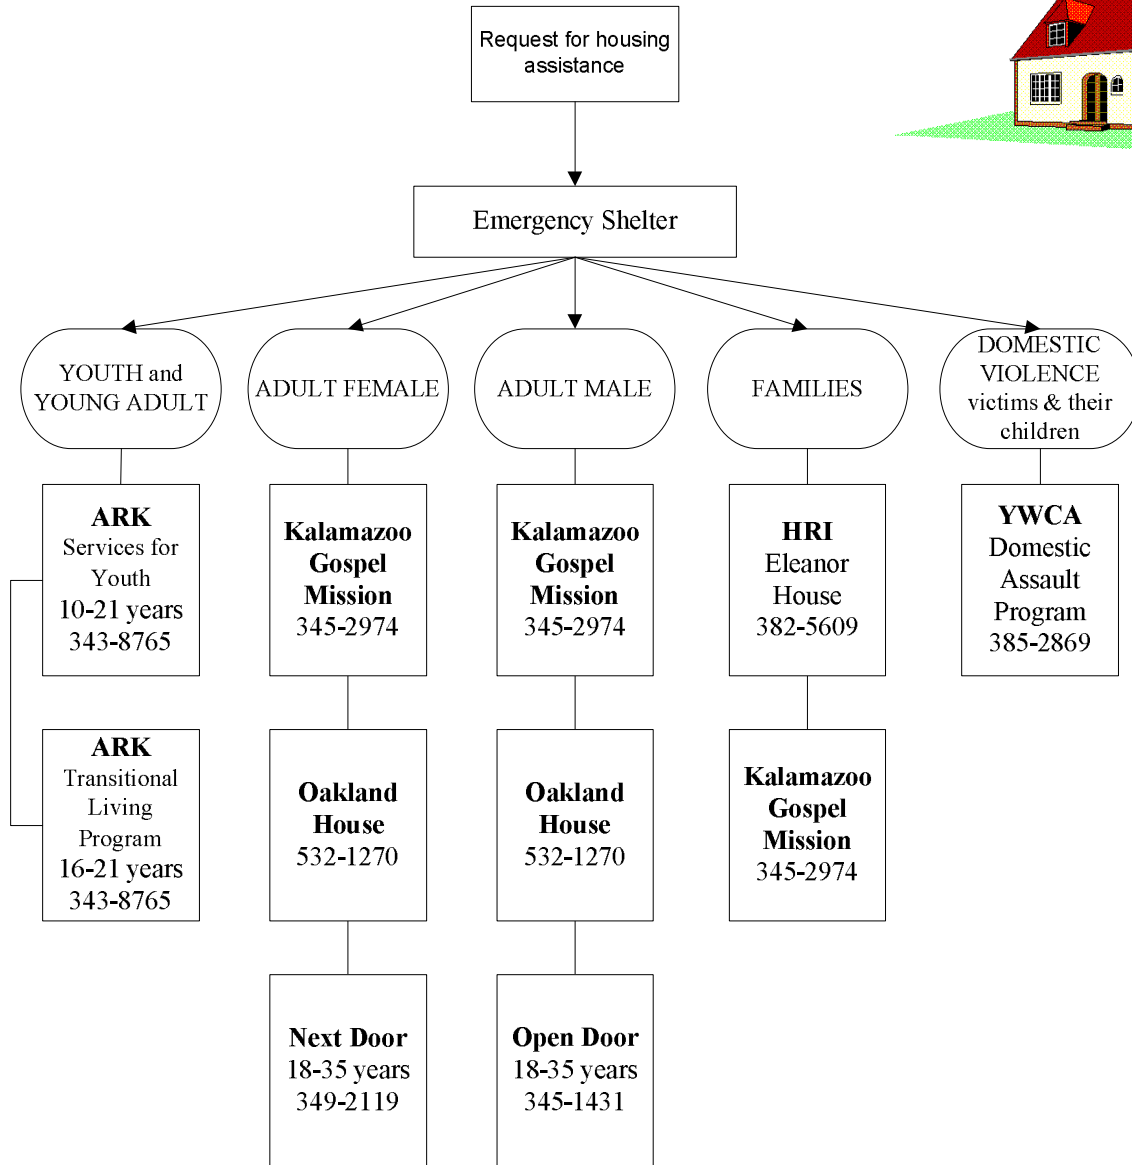 Request for housing
assistance
Emergency Shelter
YOUTH and
YOUNG ADULT
ADULT FEMALE
ADULT MALE
FAMILIES
DOMESTIC
VIOLENCE
victims & their
children
ARK
Services for
Youth
10-21 years
343-8765
Kalamazoo
Gospel
Mission
345-2974
Kalamazoo
Gospel
Mission
345-2974
HRI
Eleanor
House
382-5609
YWCA
Domestic
Assault
Program
385-2869
ARK
Transitional
Living
Program
16-21 years
343-8765
Oakland
House
532-1270
Oakland
House
532-1270
Kalamazoo
Gospel
Mission
345-2974
Next Door
18-35 years
349-2119
Open Door
18-35 years
345-1431